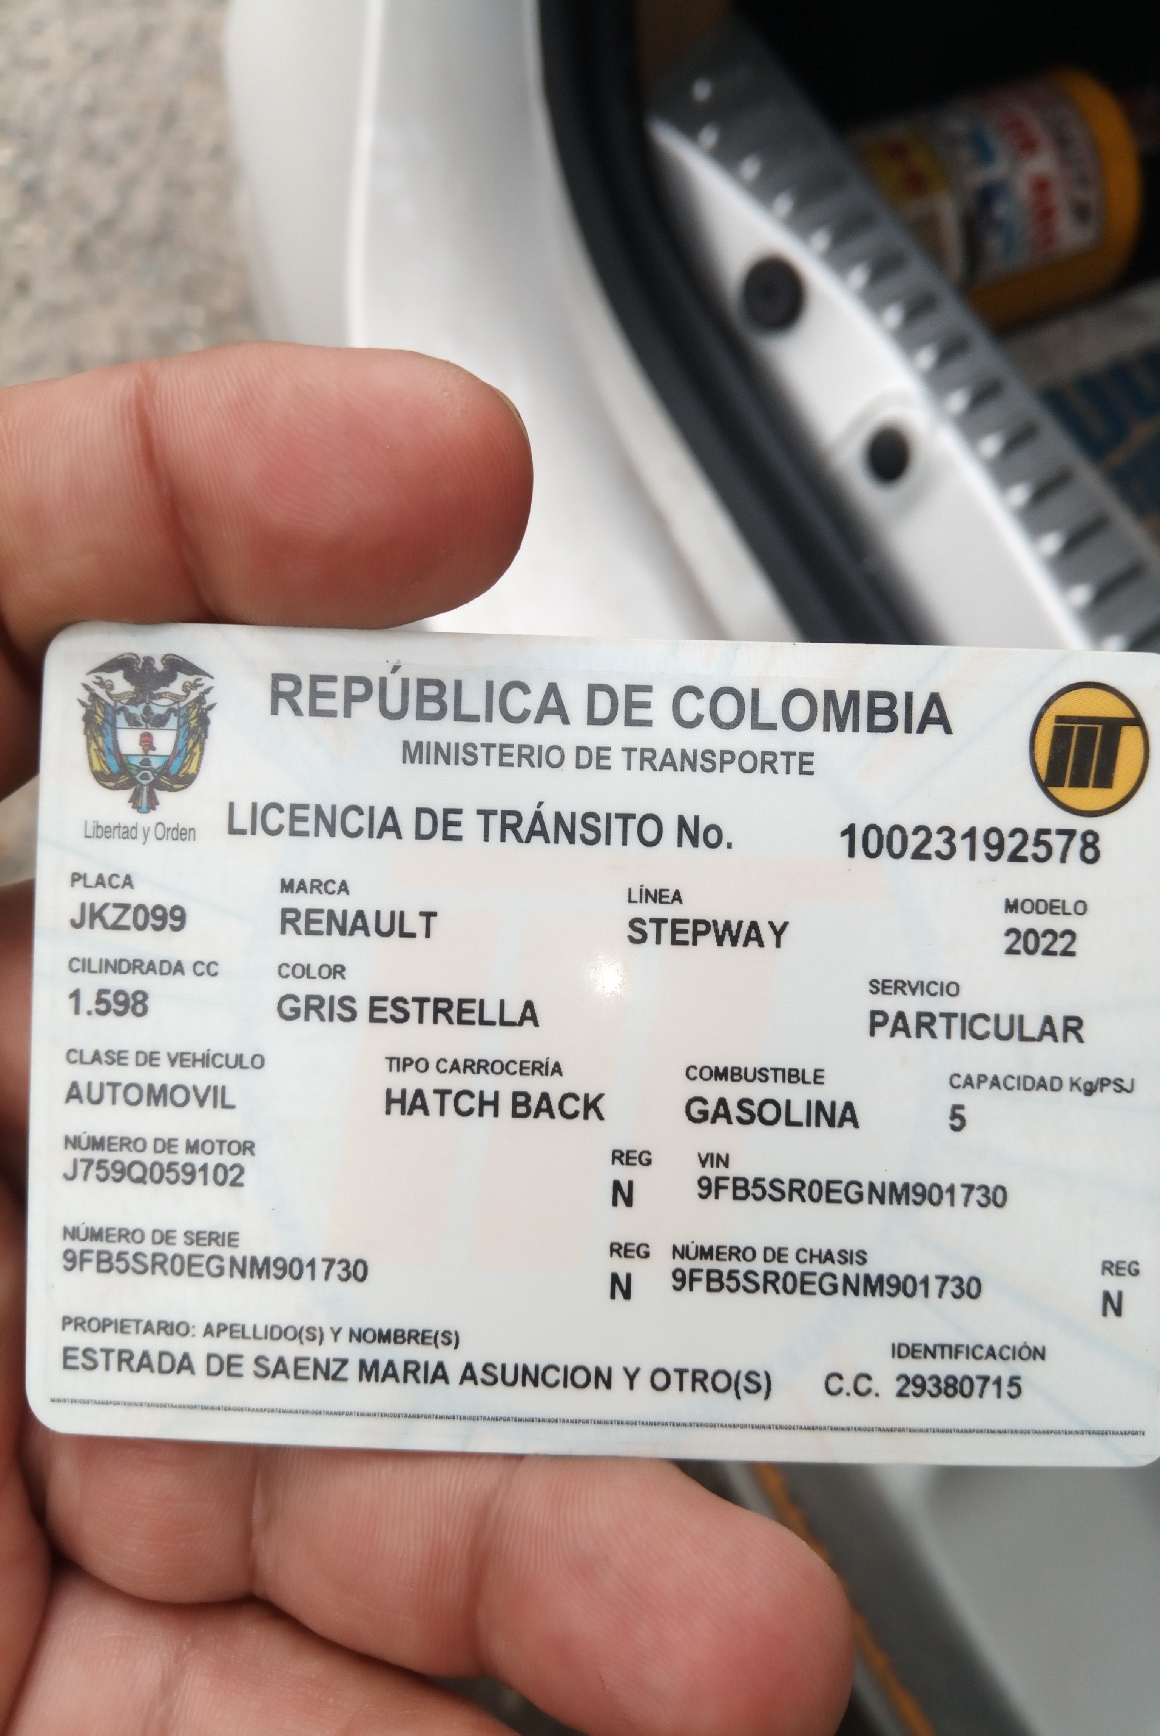 REPÚBLICA DE COLOMBIA
MINISTERIO DE TRANSPORTE
Libertad y Orden
LICENCIA DE TRÁNSITO No. 10023192578
PLACA MARCA LÍNEA MODELO
JKZ099 RENAULT STEPWAY 2022
CILINDRADA CC COLOR SERVICIO
1.598 GRIS ESTRELLA PARTICULAR
CLASE DE VEHÍCULO TIPO CARROCERÍA COMBUSTIBLE CAPACIDAD Kg/PSJ
AUTOMOVIL HATCH BACK GASOLINA 5
NÚMERO DE MOTOR REG VIN
J759Q059102 N 9FB5SR0EGNM901730
NÚMERO DE SERIE REG NÚMERO DE CHASIS REG
9FB5SR0EGNM901730 N 9FB5SR0EGNM901730 N
PROPIETARIO: APELLIDO(S) Y NOMBRE(S) IDENTIFICACIÓN
ESTRADA DE SAENZ MARIA ASUNCION Y OTRO(S) C.C. 29380715